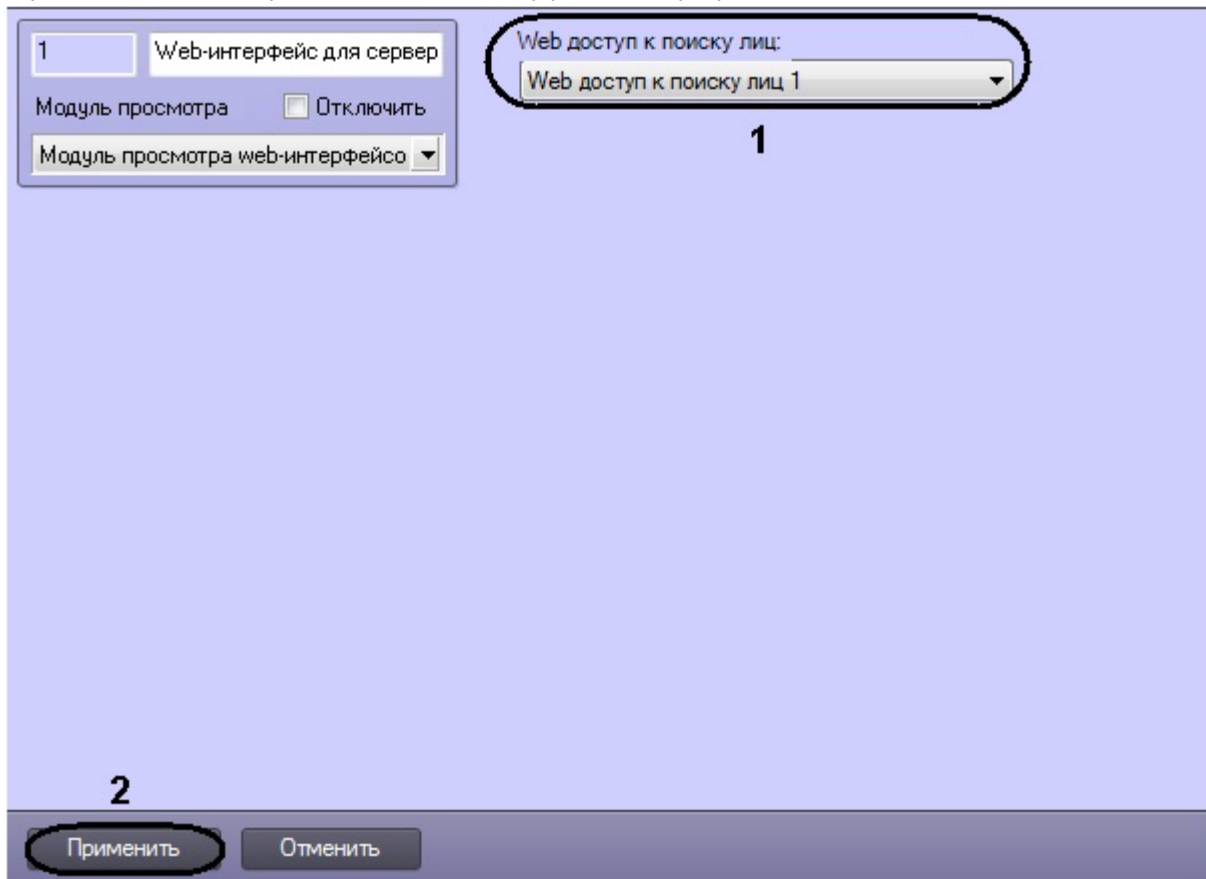 1
Web-интерфейс для сервер
Модуль просмотра
Отключить
Модуль просмотра web-интерфейсо
Web доступ к поиску лиц:
Web доступ к поиску лиц 1
1
2
Применить
Отменить